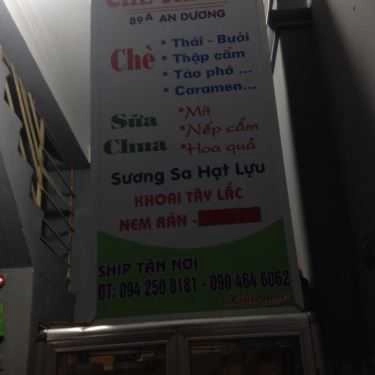 89A AN DƯƠNG
Chè
* Thái - Bưởi
* Thập cẩm
* Tào phớ ...
* Caramen...
Sữa Chua
*Mít
*Nếp cẩm
*Hoa quả
Sương Sa Hạt Lựu
KHOAI TÂY LẮC
NEM RÁN -
SHIP TẬN NƠI
ĐT: 094 250 8181 - 090 464 6062